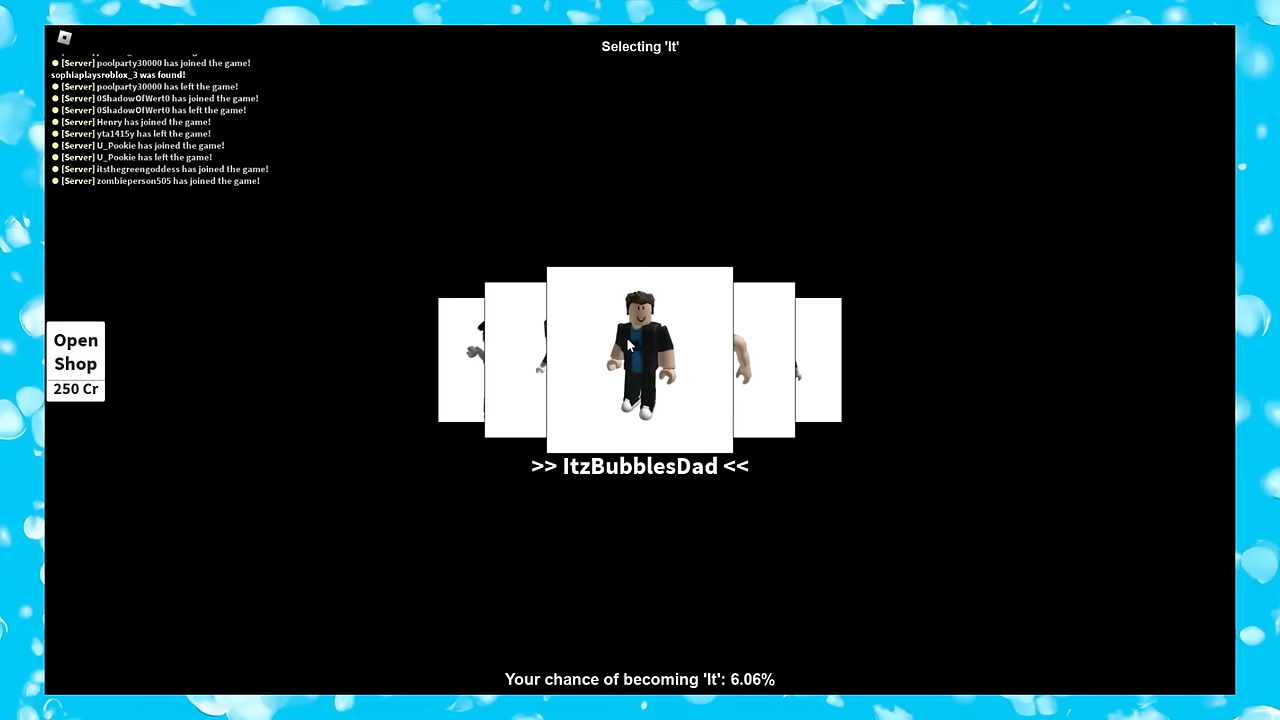 Selecting 'It'
[Server] poolparty30000 has joined the game!
sophiaplaysroblox_3 was found!
[Server] poolparty30000 has left the game!
[Server] 0ShadowOfWert0 has joined the game!
[Server] 0ShadowOfWert0 has left the game!
[Server] Henry has joined the game!
[Server] yta1415y has left the game!
[Server] U_Pookie has joined the game!
[Server] U_Pookie has left the game!
[Server] itsthegreengoddess has joined the game!
[Server] zombieperson505 has joined the game!
Open
Shop
250 Cr
>> ItzBubblesDad <<
Your chance of becoming 'It': 6.06%